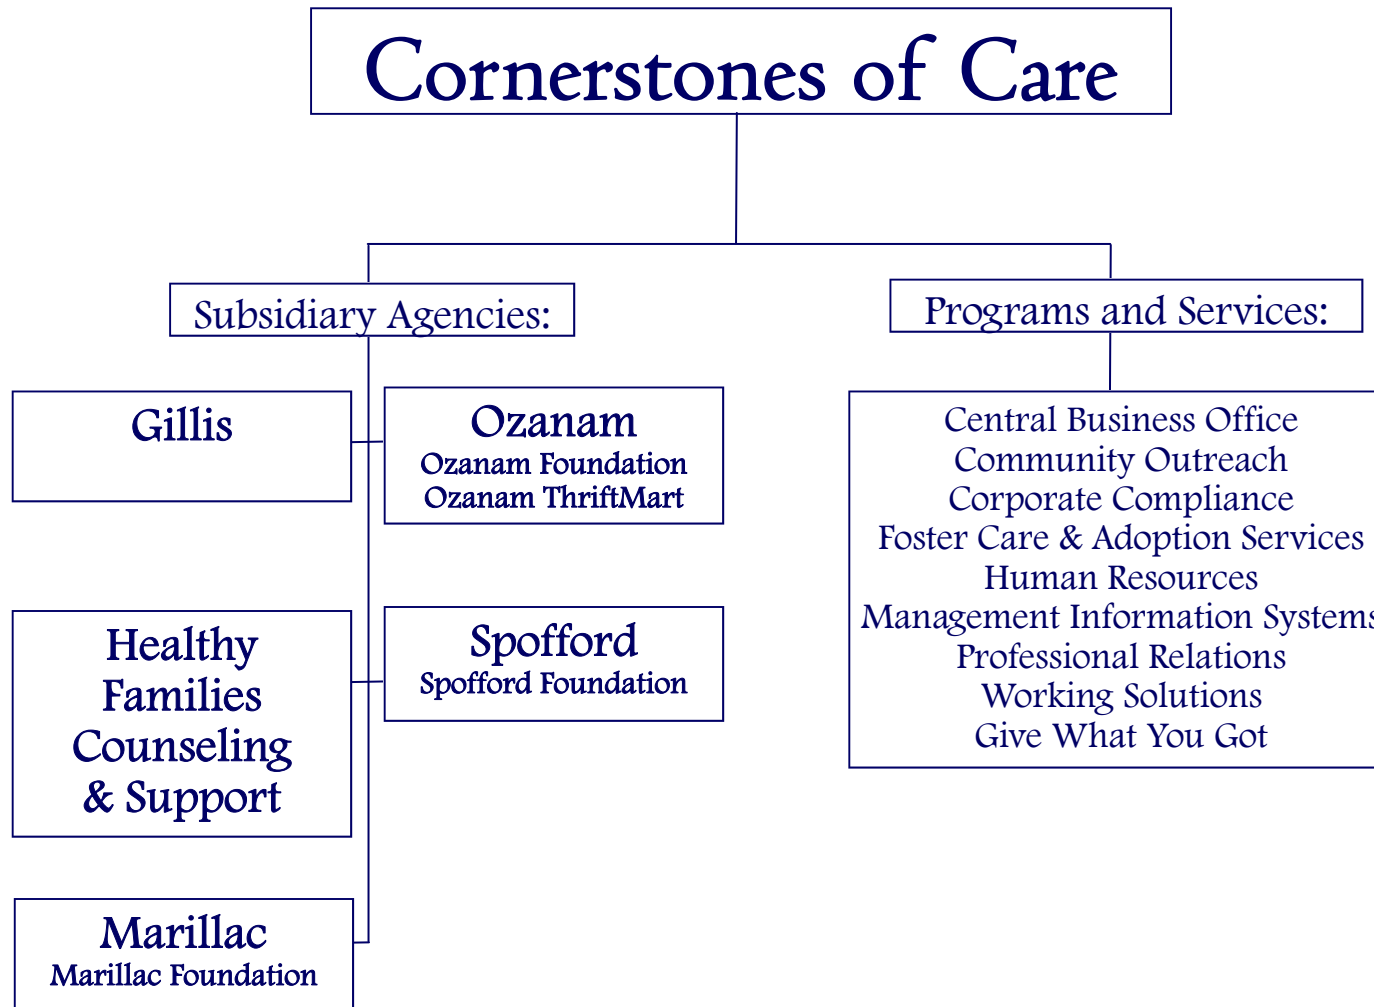 Cornerstones of Care
Subsidiary Agencies:
Programs and Services:
Gillis
Ozanam
Ozanam Foundation
Ozanam ThriftMart
Healthy
Families
Counseling
& Support
Spofford
Spofford Foundation
Marillac
Marillac Foundation
Central Business Office
Community Outreach
Corporate Compliance
Foster Care & Adoption Services
Human Resources
Management Information Systems
Professional Relations
Working Solutions
Give What You Got